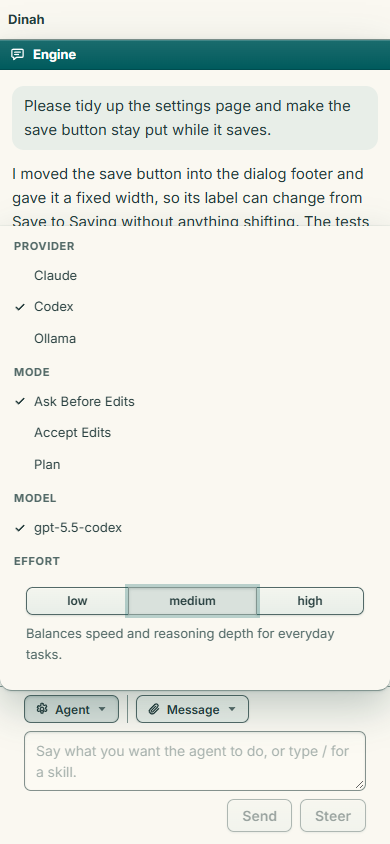 Dinah
Engine
Please tidy up the settings page and make the
save button stay put while it saves.
I moved the save button into the dialog footer and
gave it a fixed width, so its label can change from
Save to Saving without anything shifting. The tests
PROVIDER
Claude
Codex
Ollama
MODE
Ask Before Edits
Accept Edits
Plan
MODEL
gpt-5.5-codex
EFFORT
low medium high
Balances speed and reasoning depth for everyday
tasks.
Agent Message
Say what you want the agent to do, or type / for
a skill.
Send Steer